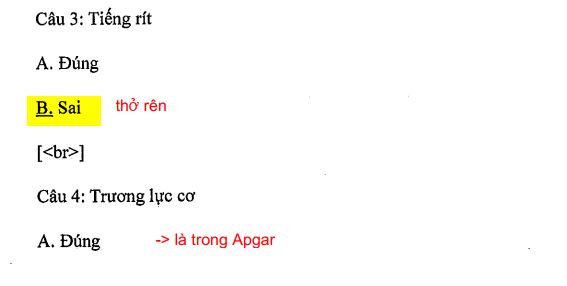 Câu 3: Tiếng rít
A. Đúng
B. Sai thở rên
[<br>]
Câu 4: Trương lực cơ
A. Đúng -> là trong Apgar